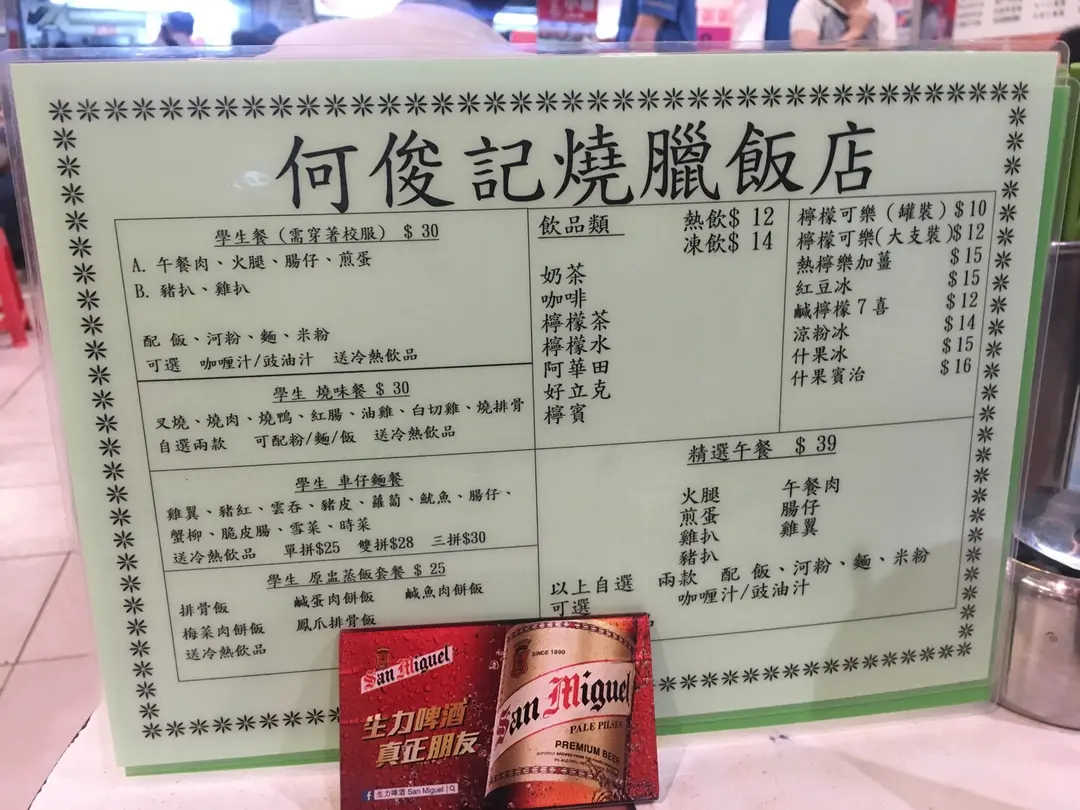 何俊記燒臘飯店
學生餐 (需穿著校服) $ 30
A. 午餐肉、火腿、腸仔、煎蛋
B. 豬扒、雞扒
配 飯、河粉、麵、米粉
可選 咖喱汁/豉油汁 送冷熱飲品
學生 燒味餐 $ 30
叉燒、燒肉、燒鴨、紅腸、油雞、白切雞、燒排骨
自選兩款 可配粉/麵/飯 送冷熱飲品
學生 車仔麵餐
雞翼、豬紅、雲吞、豬皮、蘿蔔、魷魚、腸仔、
蟹柳、脆皮腸、雪菜、時菜
送冷熱飲品 單拼$25 雙拼$28 三拼$30
學生 原盅蒸飯套餐 $ 25
排骨飯 鹹蛋肉餅飯 鹹魚肉餅飯
梅菜肉餅飯 鳳爪排骨飯
送冷熱飲品
飲品類 熱飲$ 12
凍飲$ 14
奶茶
咖啡
檸檬茶
檸檬水
阿華田
好立克
檸賓
檸檬可樂 (罐裝) $ 10
檸檬可樂(大支裝)$ 12
熱檸樂加薑 $ 15
紅豆冰 $ 15
鹹檸檬7喜 $ 12
涼粉冰 $ 14
什果冰 $ 15
什果賓治 $ 16
精選午餐 $ 39
火腿 午餐肉
煎蛋 腸仔
雞扒 雞翼
豬扒
以上自選 兩款 配 飯、河粉、麵、米粉
可選 咖喱汁/豉油汁
San Miguel
生力啤酒
真正朋友
生力啤酒 San Miguel
SINCE 1890
San Miguel
PALE PILSEN
PREMIUM BEER